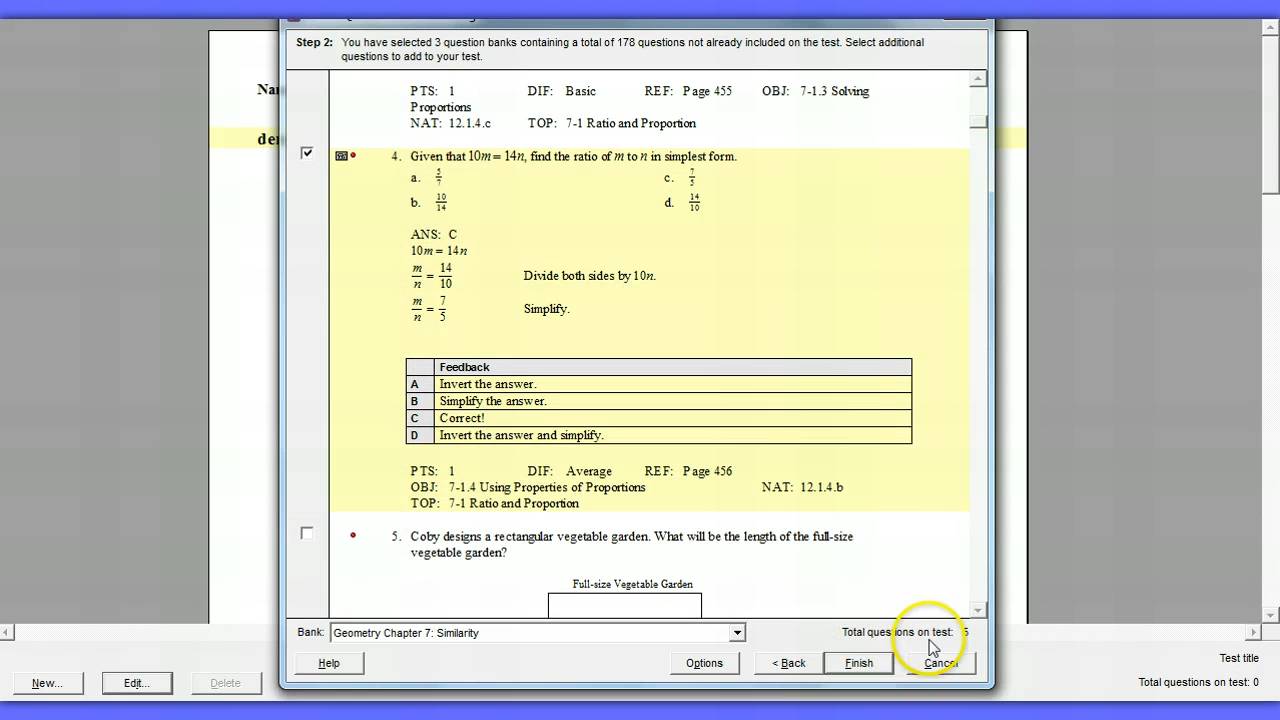 Step 2: You have selected 3 question banks containing a total of 178 questions not already included on the test. Select additional
questions to add to your test.
Nar
der
PTS: 1 DIF: Basic REF: Page 455 OBJ: 7-1.3 Solving
Proportions
NAT: 12.1.4.c TOP: 7-1 Ratio and Proportion
4. Given that 10m = 14n, find the ratio of m to n in simplest form.
a. 5/7 c. 7/5
b. 10/14 d. 14/10
ANS: C
10m = 14n
m/n = 14/10 Divide both sides by 10n.
m/n = 7/5 Simplify.
Feedback
A Invert the answer.
B Simplify the answer.
C Correct!
D Invert the answer and simplify.
PTS: 1 DIF: Average REF: Page 456
OBJ: 7-1.4 Using Properties of Proportions NAT: 12.1.4.b
TOP: 7-1 Ratio and Proportion
5. Coby designs a rectangular vegetable garden. What will be the length of the full-size
vegetable garden?
Full-size Vegetable Garden
Bank: Geometry Chapter 7: Similarity Total questions on test:
Help Options < Back Finish Cancel
Test title
New... Edit... Delete Total questions on test: 0